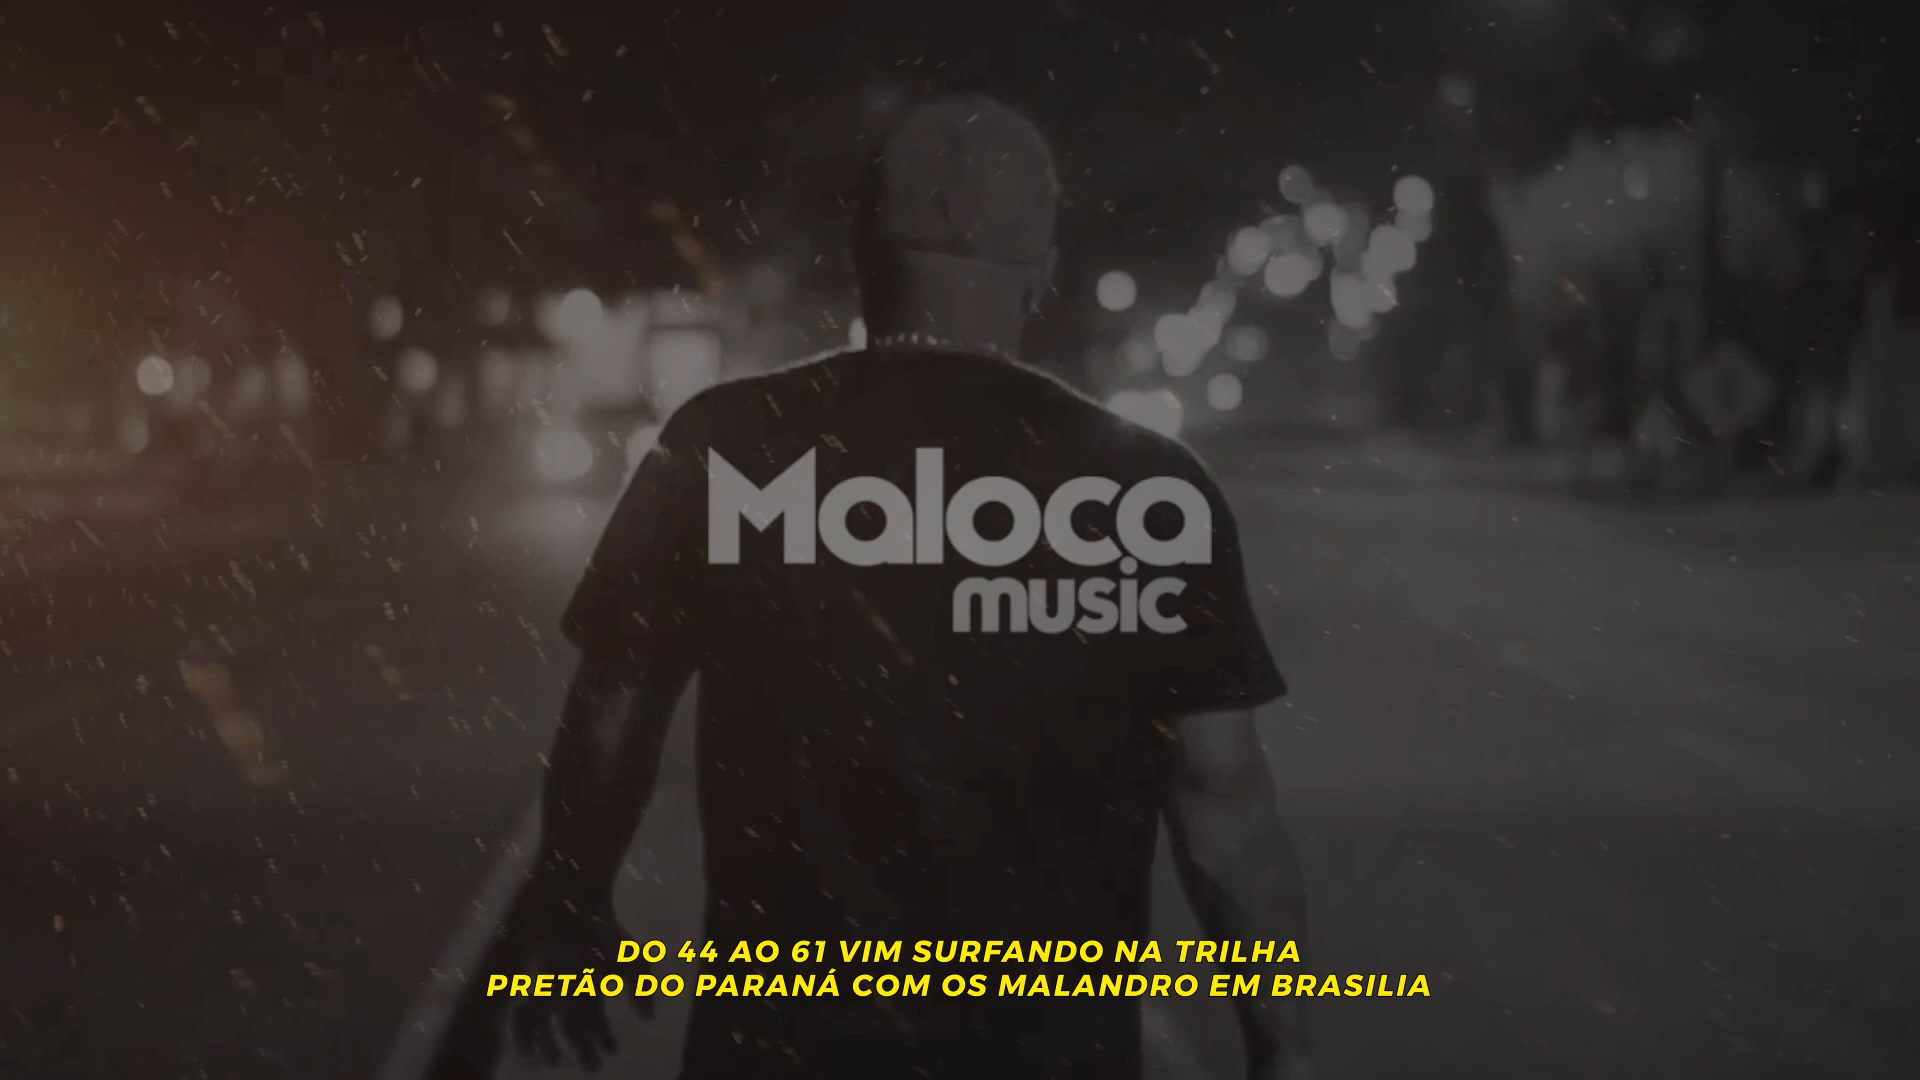 Maloca
music
DO 44 AO 61 VIM SURFANDO NA TRILHA
PRETÃO DO PARANÁ COM OS MALANDRO EM BRASILIA